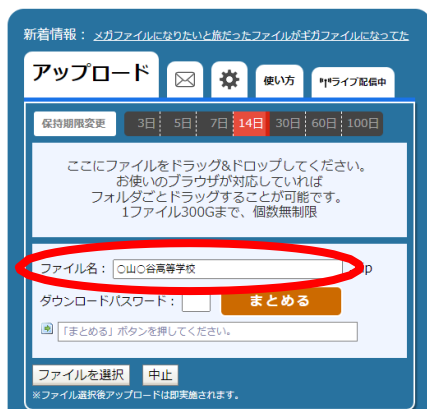 新着情報： メガファイルになりたいと旅だったファイルがギガファイルになってた
アップロード 使い方 ライブ配信中
保持期限変更 3日 5日 7日 14日 30日 60日 100日
ここにファイルをドラッグ&ドロップしてください。
お使いのブラウザが対応していれば
フォルダごとドラッグすることが可能です。
1ファイル300Gまで、個数無制限
ファイル名： ○山○谷高等学校 p
ダウンロードパスワード： まとめる
「まとめる」ボタンを押してください。
ファイルを選択 中止
※ファイル選択後アップロードは即実施されます。